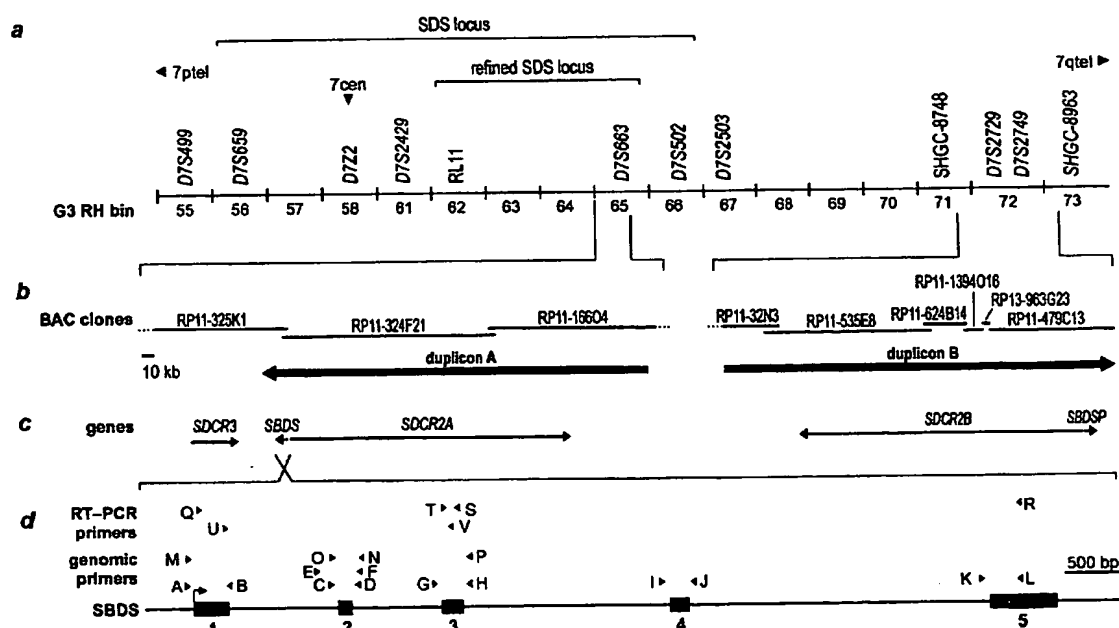 a
SDS locus
refined SDS locus
7ptel
7cen
7qtel
D7S499 D7S659 D7Z2 D7S2429 RL11 D7S663 D7S502 D7S2503 SHGC-8748 D7S2729 D7S2749 SHGC-8963
G3 RH bin 55 56 57 58 61 62 63 64 65 66 67 68 69 70 71 72 73
b
RP11-1394O16
RP13-963G23
BAC clones RP11-325K1 RP11-324F21 RP11-166O4 RP11-32N3 RP11-535E8 RP11-624B14 RP11-479C13
10 kb duplicon A duplicon B
c genes SDCR3 SBDS SDCR2A SDCR2B SBDSP
d
RT–PCR primers Q U T S V R
genomic primers M O N P
E F
A B C D G H I J K L
500 bp
SBDS
1 2 3 4 5